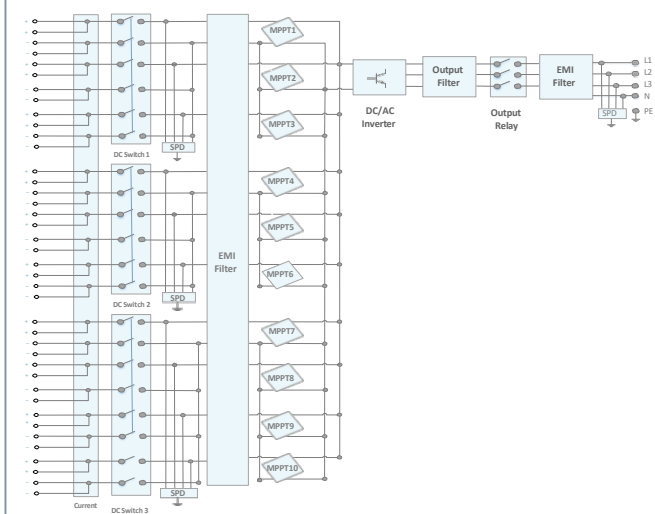 MPPT1
MPPT2
MPPT3
SPD
DC Switch 1
MPPT4
MPPT5
MPPT6
SPD
DC Switch 2
EMI
Filter
MPPT7
MPPT8
MPPT9
MPPT10
SPD
Current
DC Switch 3
DC/AC
Inverter
Output
Filter
Output
Relay
EMI
Filter
L1
L2
L3
N
SPD
PE